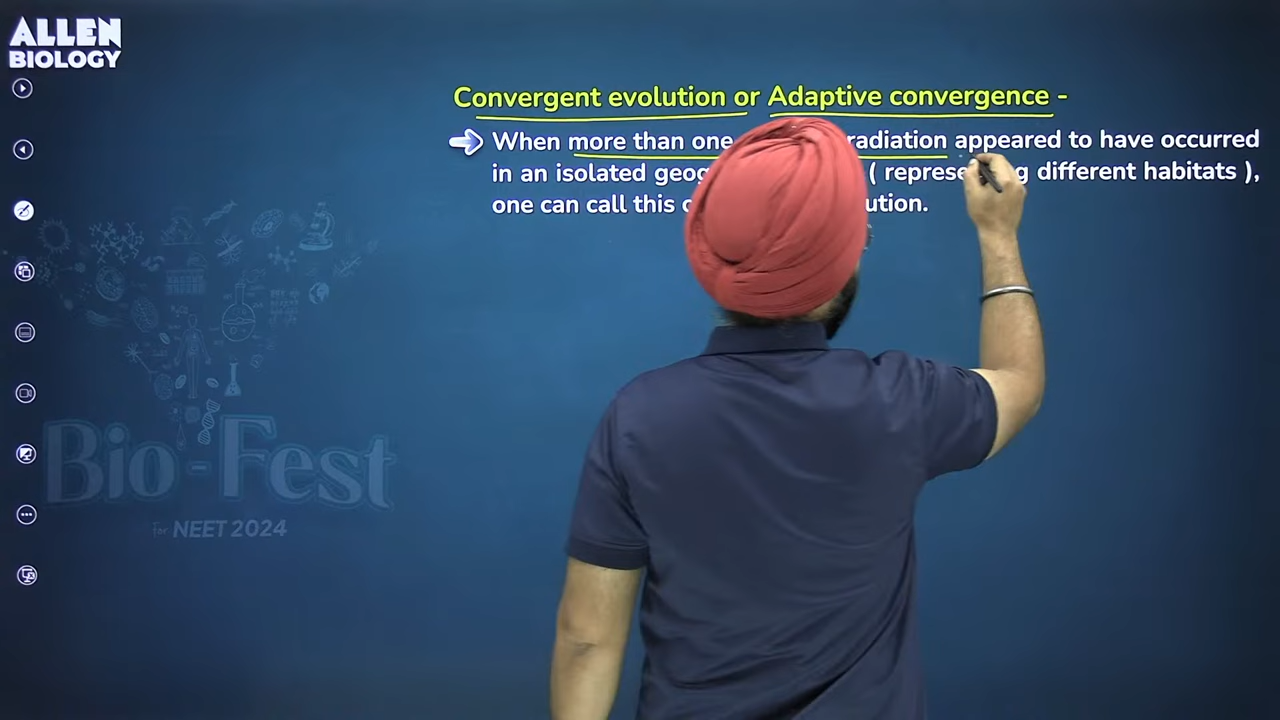 ALLEN
BIOLOGY
Convergent evolution or Adaptive convergence -
When more than one radiation appeared to have occurred
in an isolated geog ( represe g different habitats ),
one can call this c ution.
Bio-Fest
for NEET 2024